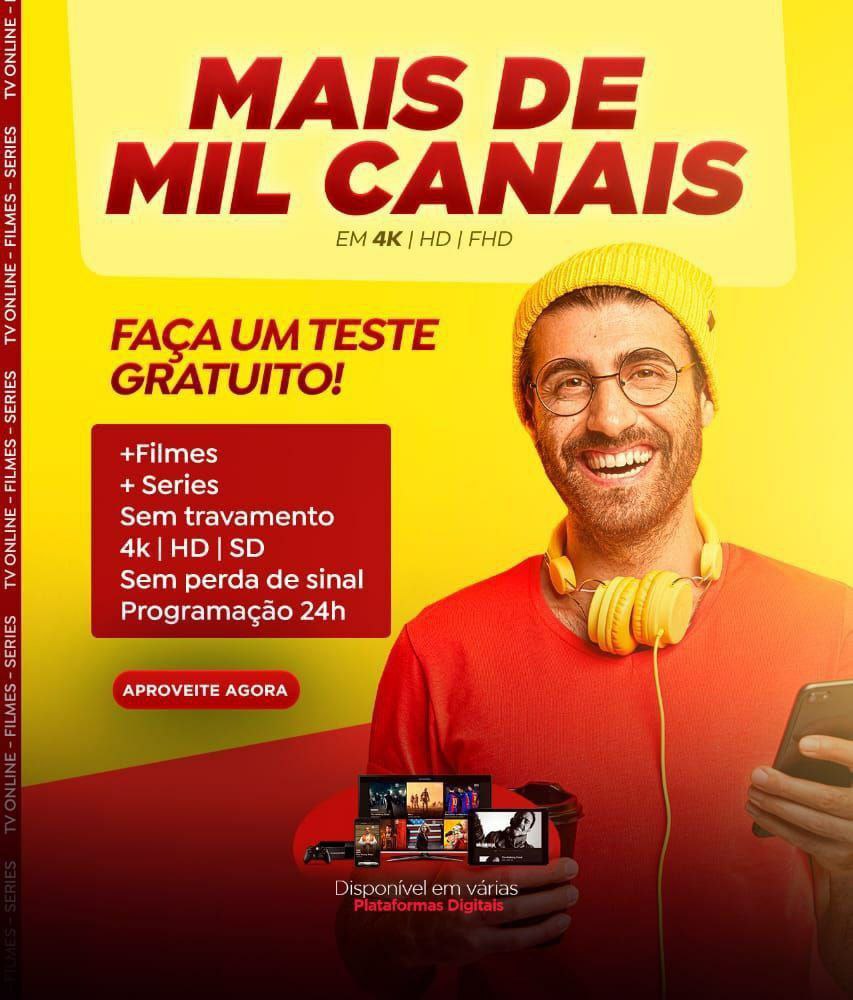 MAIS DE
MIL CANAIS
EM 4K | HD | FHD
FAÇA UM TESTE
GRATUITO!
+Filmes
+ Series
Sem travamento
4k | HD | SD
Sem perda de sinal
Programação 24h
APROVEITE AGORA
Disponível em várias
Plataformas Digitais
TV ONLINE – FILMES – SERIES TV ONLINE – FILMES – SERIES TV ONLINE – FILMES – SERIES TV ONLINE –